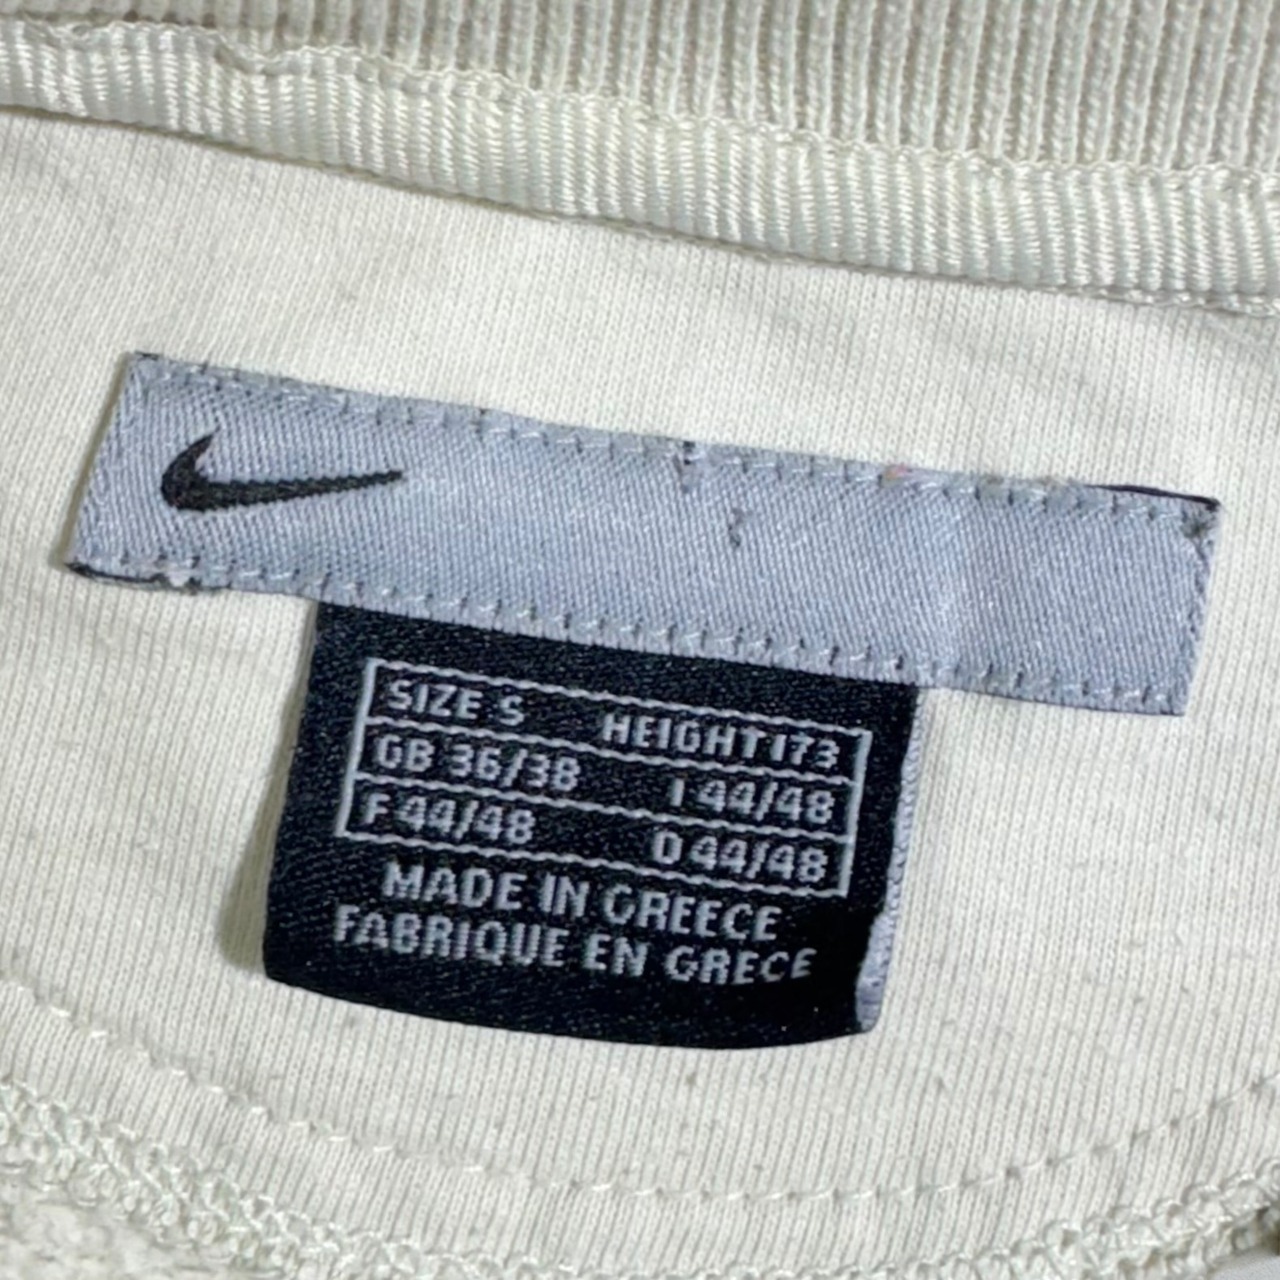 SIZE S HEIGHT 173
GB 36/38 I 44/48
F 44/48 D 44/48
MADE IN GREECE
FABRIQUE EN GRECE